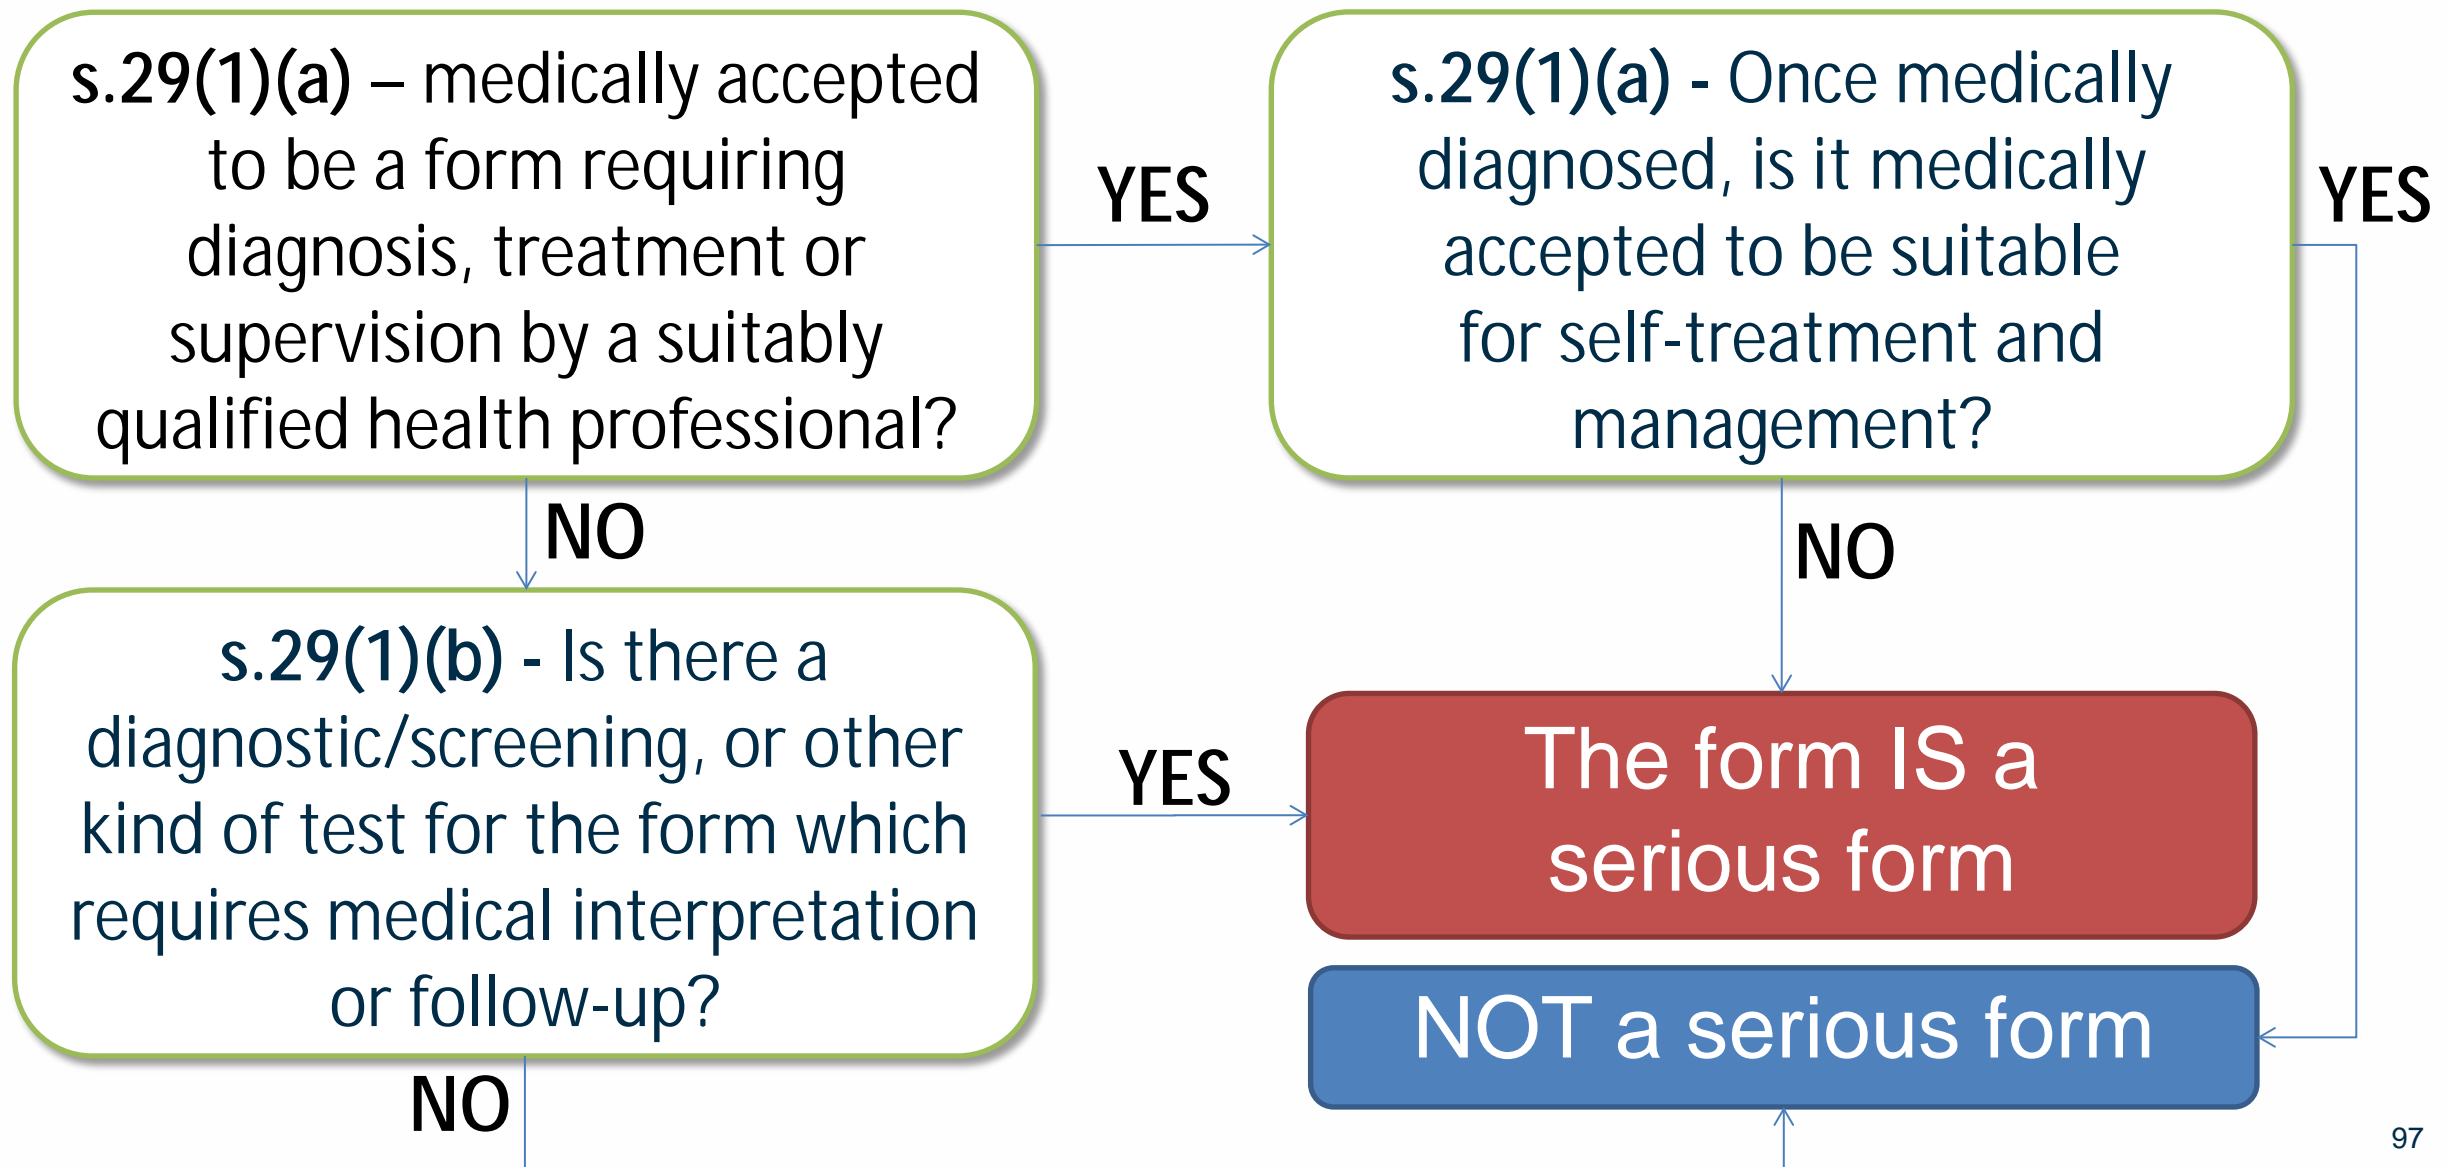 s.29(1)(a) – medically accepted
to be a form requiring
diagnosis, treatment or
supervision by a suitably
qualified health professional?
YES
s.29(1)(a) - Once medically
diagnosed, is it medically
accepted to be suitable
for self-treatment and
management?
YES
NO
NO
s.29(1)(b) - Is there a
diagnostic/screening, or other
kind of test for the form which
requires medical interpretation
or follow-up?
YES
The form IS a
serious form
NOT a serious form
NO
97